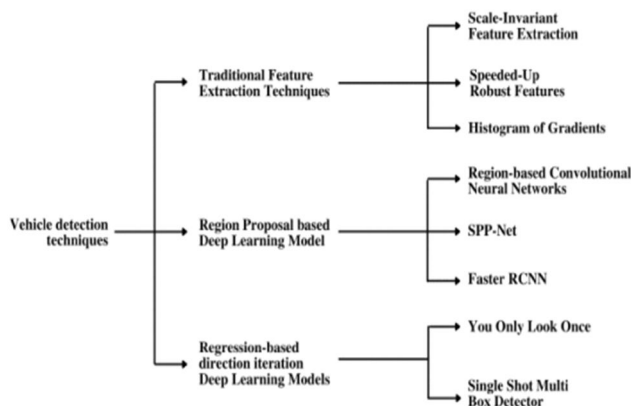 Scale-Invariant
Feature Extraction
Traditional Feature
Extraction Techniques
Speeded-Up
Robust Features
Histogram of Gradients
Region-based Convolutional
Neural Networks
Vehicle detection
techniques
Region Proposal based
Deep Learning Model
SPP-Net
Faster RCNN
You Only Look Once
Regression-based
direction iteration
Deep Learning Models
Single Shot Multi
Box Detector